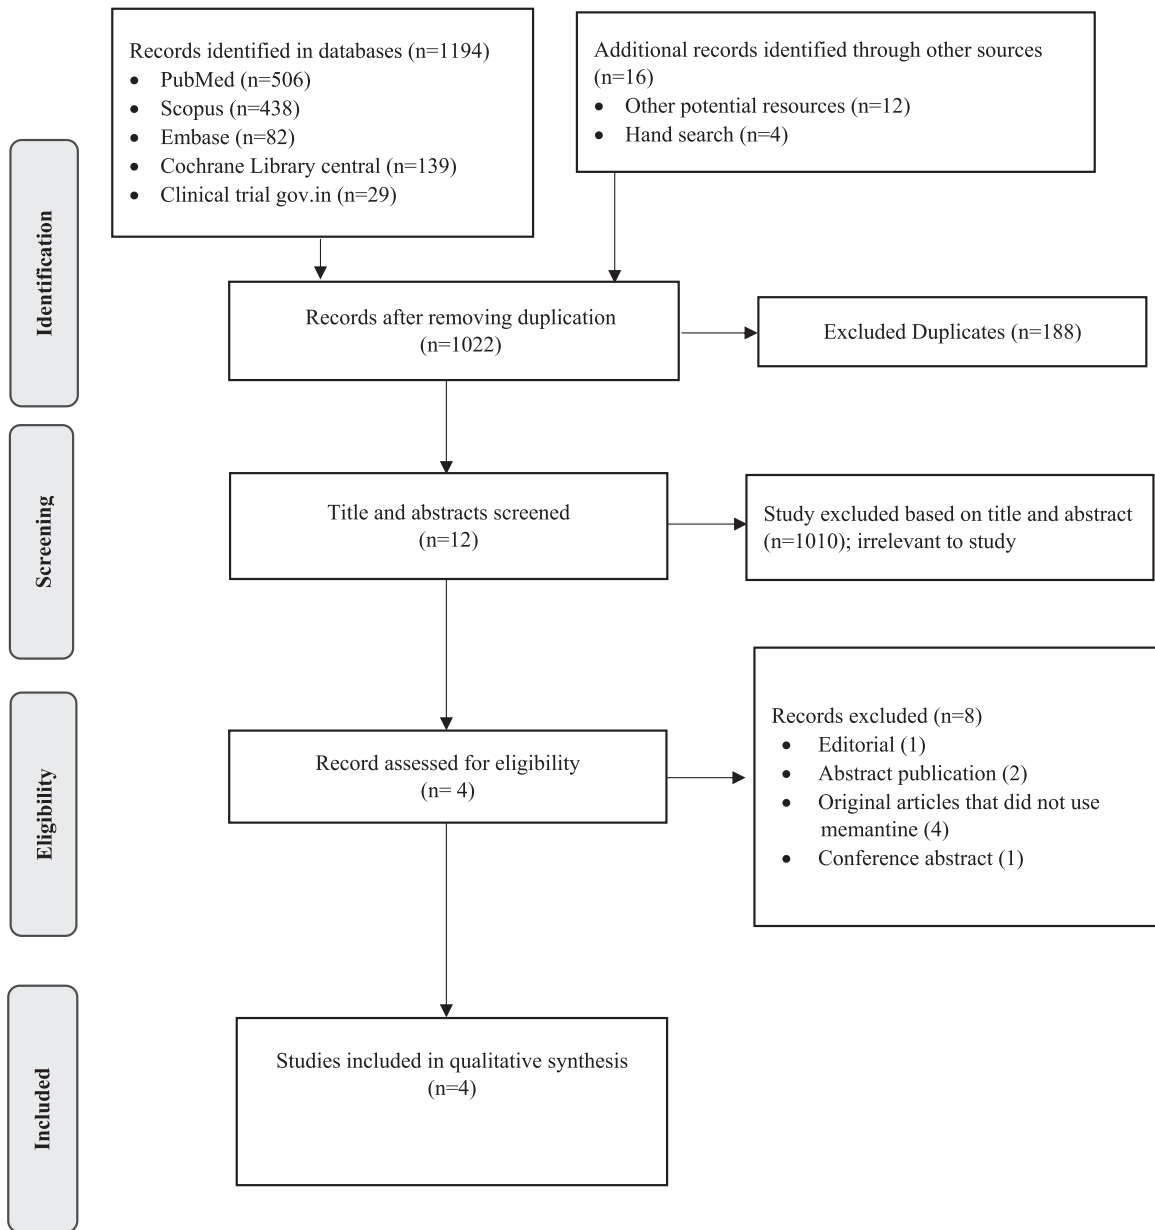 Records identified in databases (n=1194)
• PubMed (n=506)
• Scopus (n=438)
• Embase (n=82)
• Cochrane Library central (n=139)
• Clinical trial gov.in (n=29)
Additional records identified through other sources
(n=16)
• Other potential resources (n=12)
• Hand search (n=4)
Identification
Records after removing duplication
(n=1022)
Excluded Duplicates (n=188)
Screening
Title and abstracts screened
(n=12)
Study excluded based on title and abstract
(n=1010); irrelevant to study
Eligibility
Record assessed for eligibility
(n= 4)
Records excluded (n=8)
• Editorial (1)
• Abstract publication (2)
• Original articles that did not use
memantine (4)
• Conference abstract (1)
Included
Studies included in qualitative synthesis
(n=4)